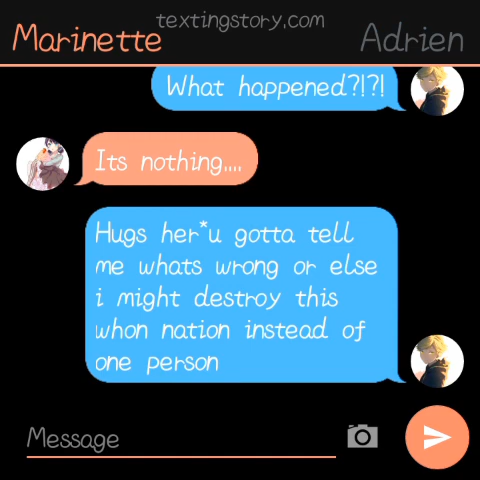 textingstory.com
Marinette
Adrien
What happened?!?!
Its nothing....
Hugs her*u gotta tell
me whats wrong or else
i might destroy this
whon nation instead of
one person
Message